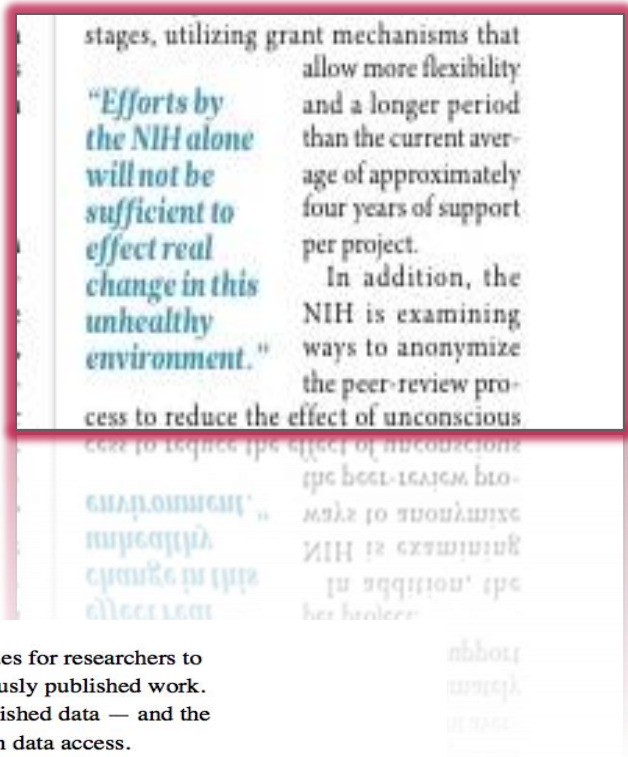 stages, utilizing grant mechanisms that
allow more flexibility
and a longer period
than the current aver-
age of approximately
four years of support
per project.
In addition, the
NIH is examining
ways to anonymize
the peer-review pro-
cess to reduce the effect of unconscious
“Efforts by
the NIH alone
will not be
sufficient to
effect real
change in this
unhealthy
environment.”
for researchers to
published work.
data — and the
data access.